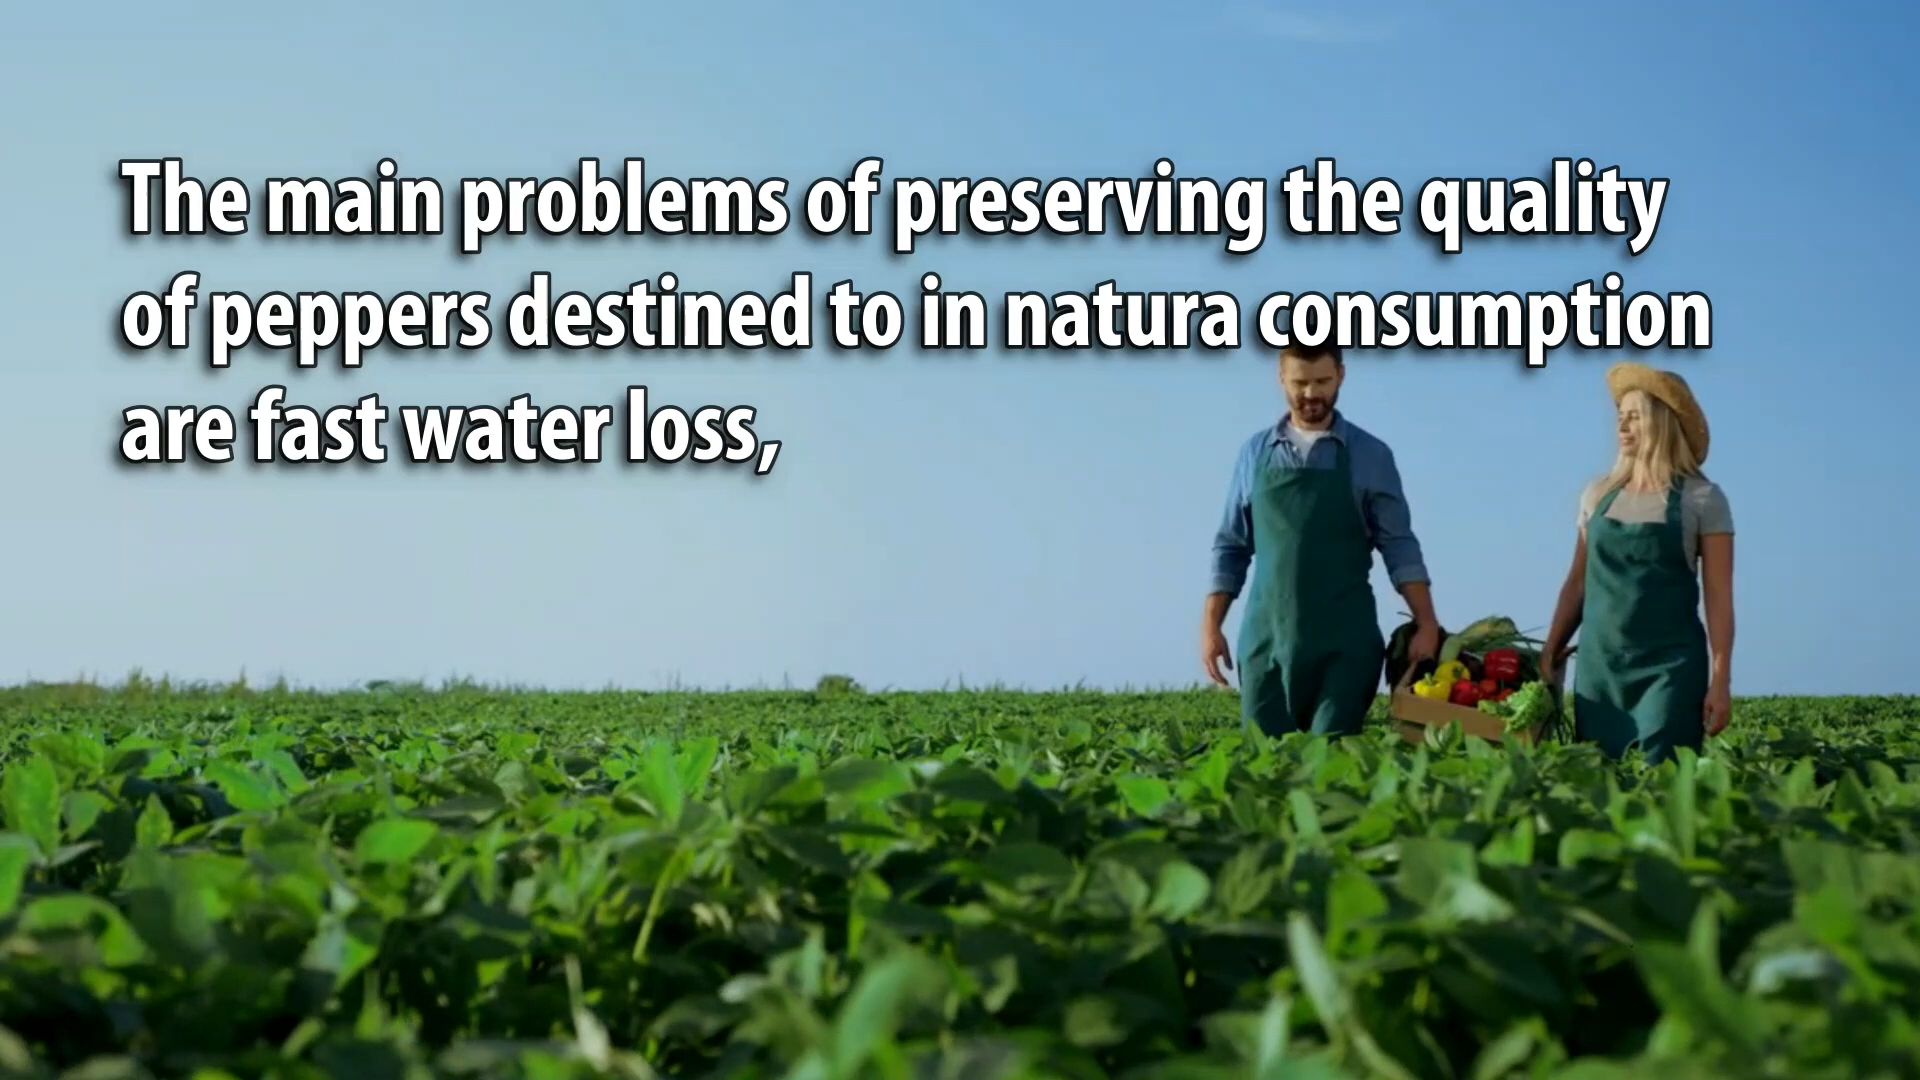 The main problems of preserving the quality
of peppers destined to in natura consumption
are fast water loss,